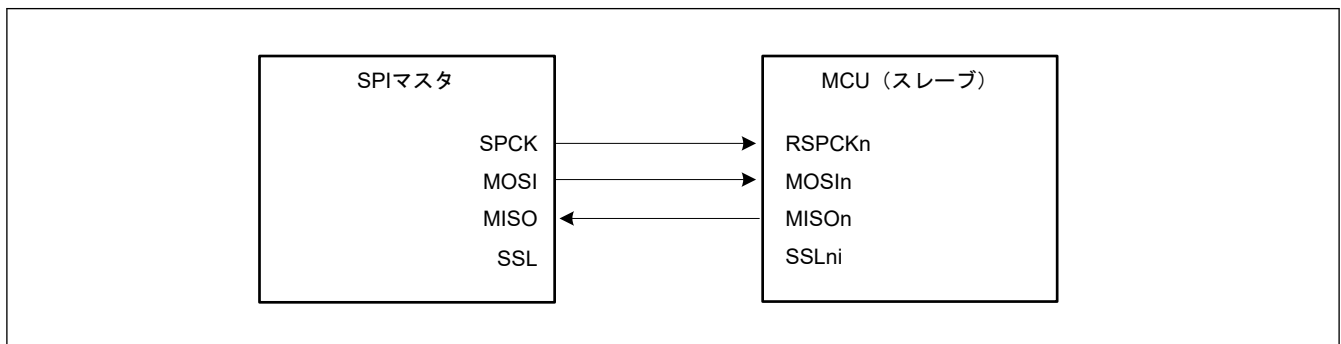 SPIマスタ
SPCK
MOSI
MISO
SSL
MCU（スレーブ）
RSPCKn
MOSIn
MISOn
SSLni